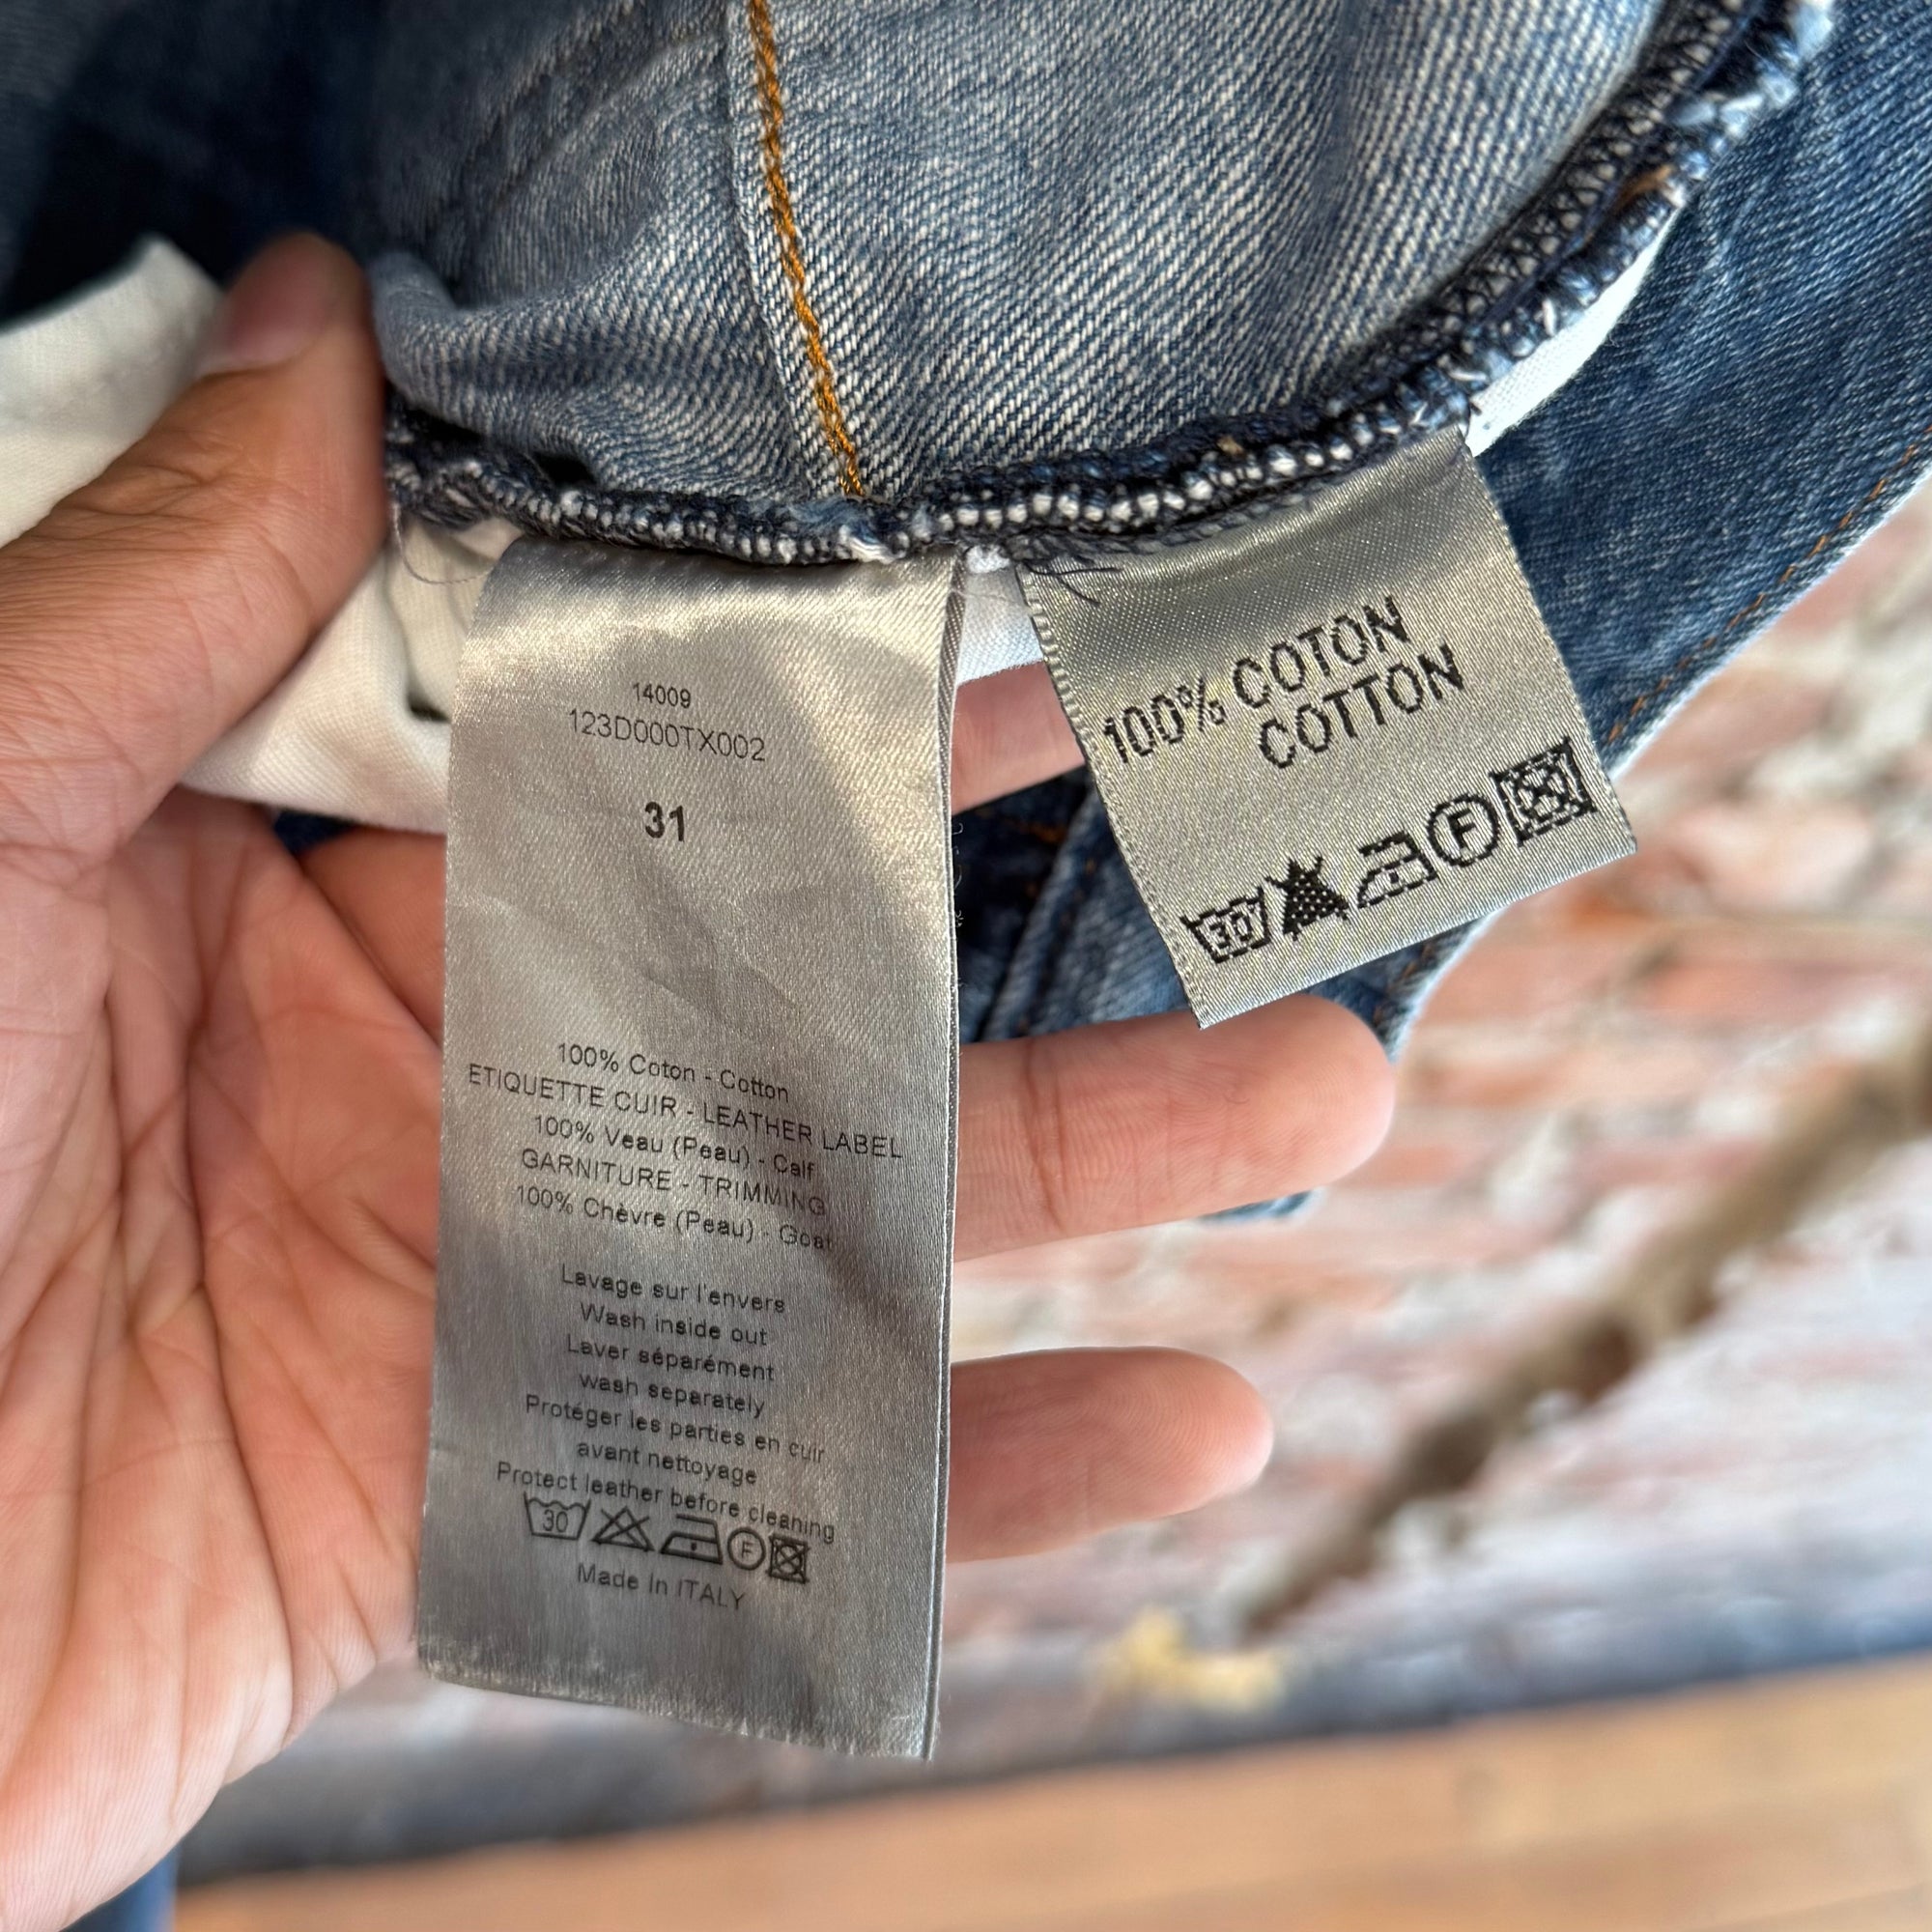 14009
123D000TX002
31
100% Coton - Cotton
ETIQUETTE CUIR - LEATHER LABEL
100% Veau (Peau) - Calf
GARNITURE - TRIMMING
100% Chèvre (Peau) - Goat
Lavage sur l'envers
Wash inside out
Laver séparément
wash separately
Protéger les parties en cuir
avant nettoyage
Protect leather before cleaning
30 F
Made In ITALY
100% COTON
COTTON
30 F